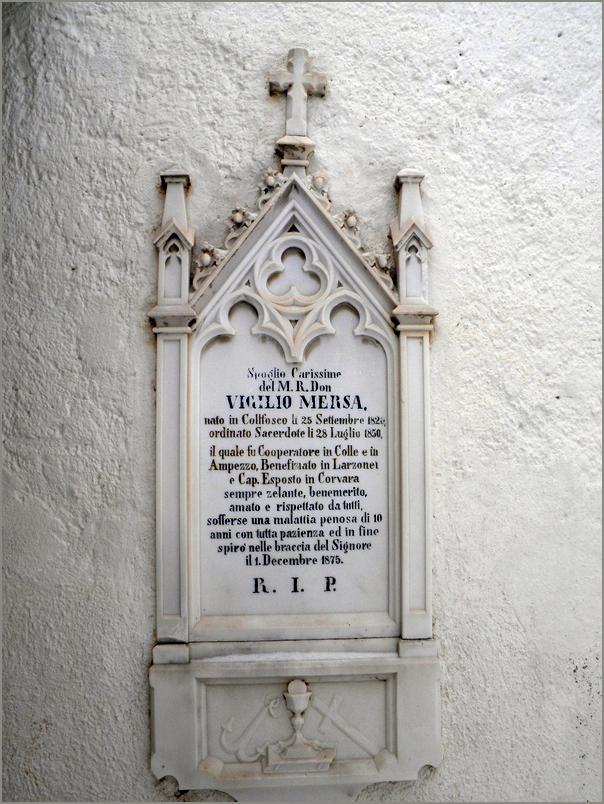 Spoglio Carissime
del M. R. Don
VIGILIO MERSA,
nato in Collfosco li 25 Settembre
ordinato Sacerdote li 28 Luglio 1850,
il quale fu Cooperatore in Colle e in
Ampezzo, Benefiziato in Larzonei
e Cap. Esposto in Corvara
sempre zelante, benemerito,
amato e rispettato da tutti,
sofferse una malattia penosa di 10
anni con tutta pazienza ed in fine
spirò nelle braccia del Signore
il 1. Decembre 1875.
R. I. P.